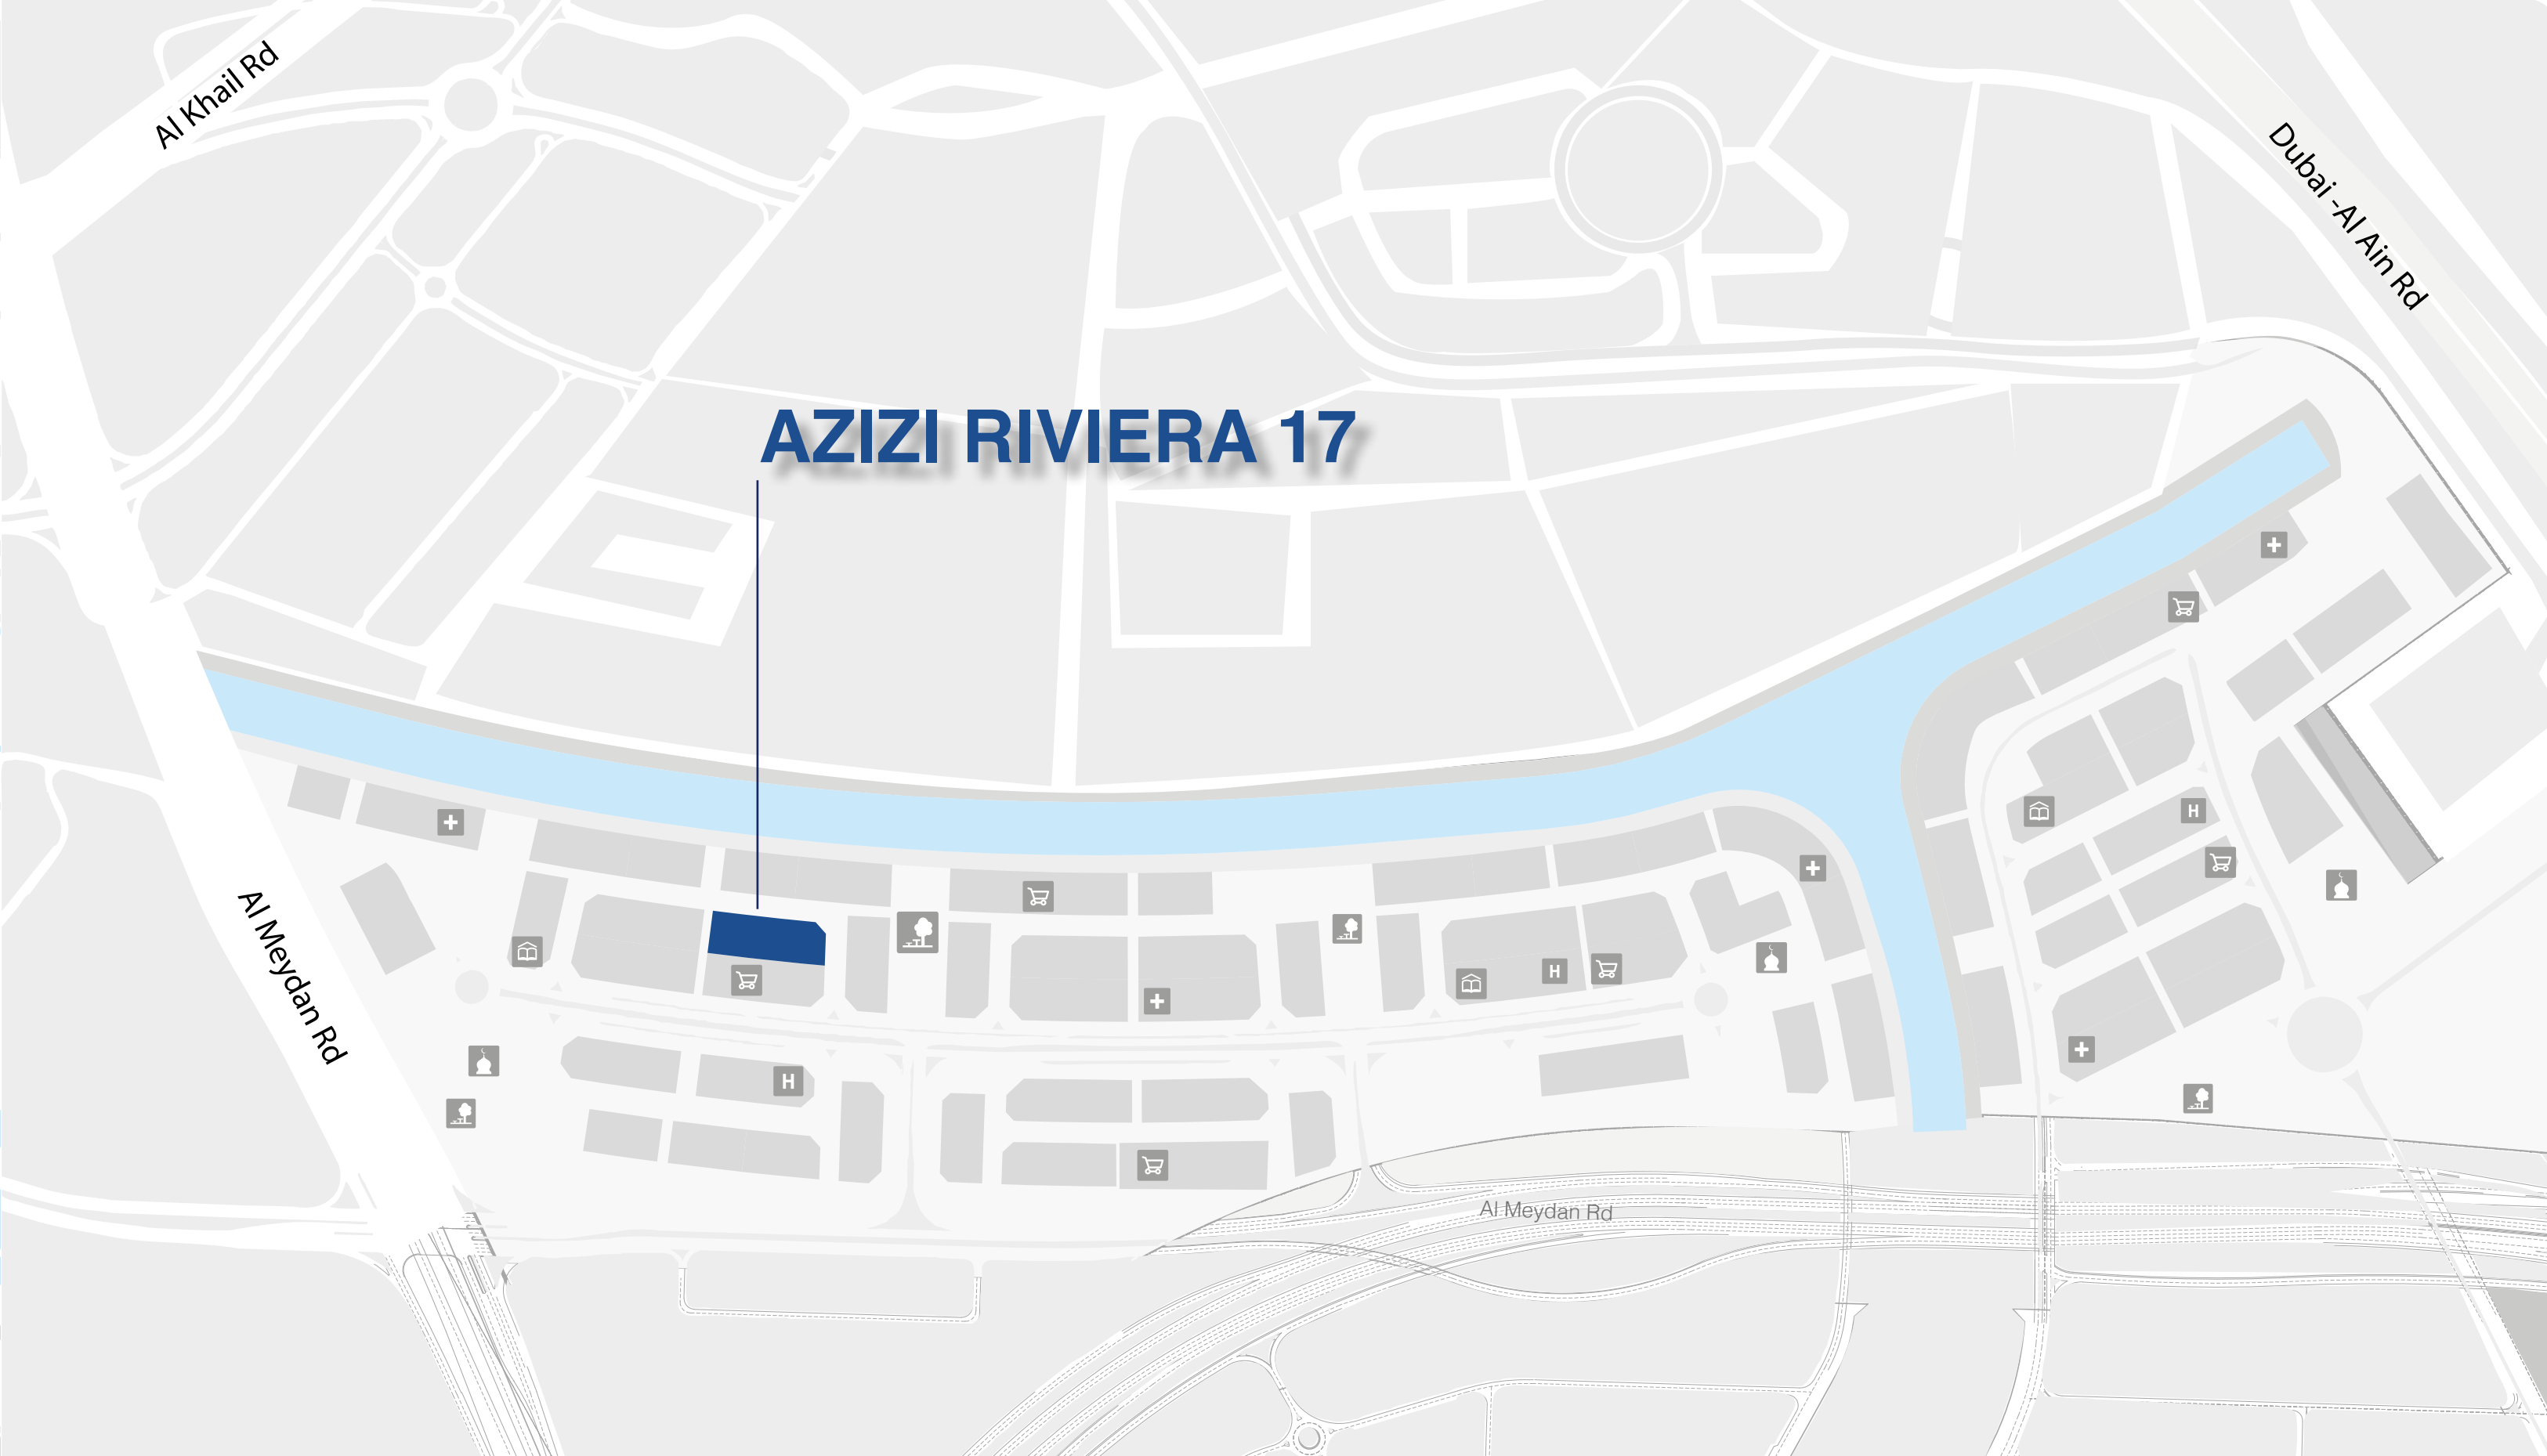 Al Khail Rd
Dubai -Al Ain Rd
AZIZI RIVIERA 17
Al Meydan Rd
H
H
H
H
Al Meydan Rd